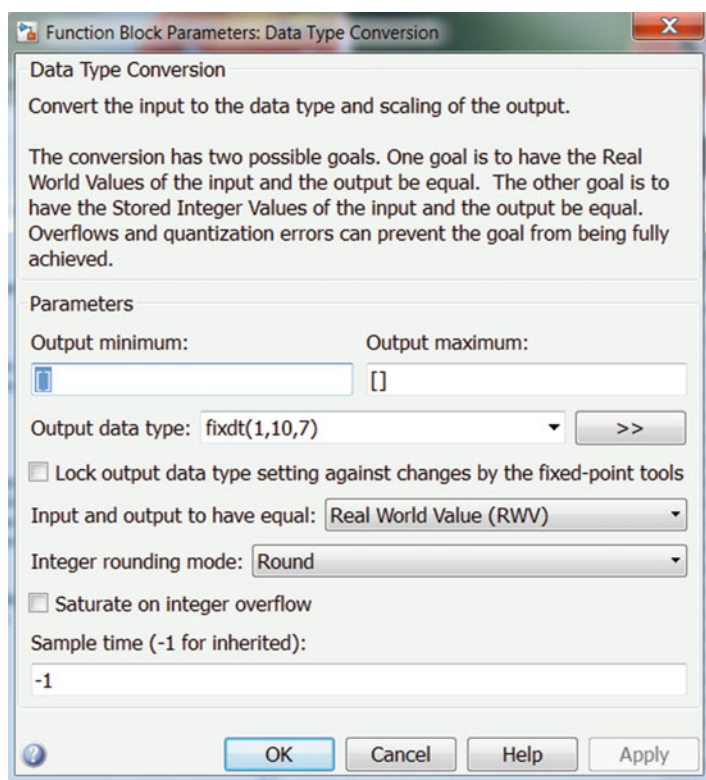 Function Block Parameters: Data Type Conversion
Data Type Conversion
Convert the input to the data type and scaling of the output.
The conversion has two possible goals. One goal is to have the Real
World Values of the input and the output be equal. The other goal is to
have the Stored Integer Values of the input and the output be equal.
Overflows and quantization errors can prevent the goal from being fully
achieved.
Parameters
Output minimum: Output maximum:
[] []
Output data type: fixdt(1,10,7) >>
Lock output data type setting against changes by the fixed-point tools
Input and output to have equal: Real World Value (RWV)
Integer rounding mode: Round
Saturate on integer overflow
Sample time (-1 for inherited):
-1
OK Cancel Help Apply